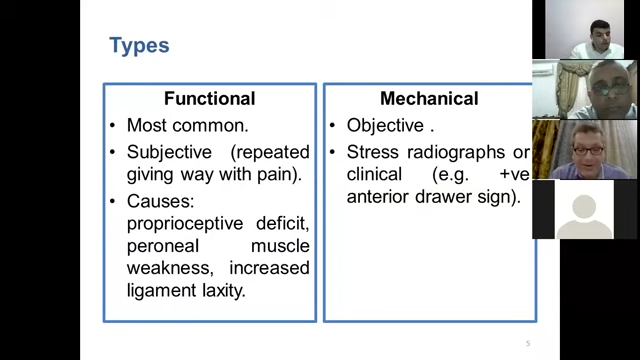 Types
Functional
• Most common.
• Subjective (repeated
giving way with pain).
• Causes:
proprioceptive deficit,
peroneal muscle
weakness, increased
ligament laxity.
Mechanical
• Objective .
• Stress radiographs or
clinical (e.g. +ve
anterior drawer sign).
5